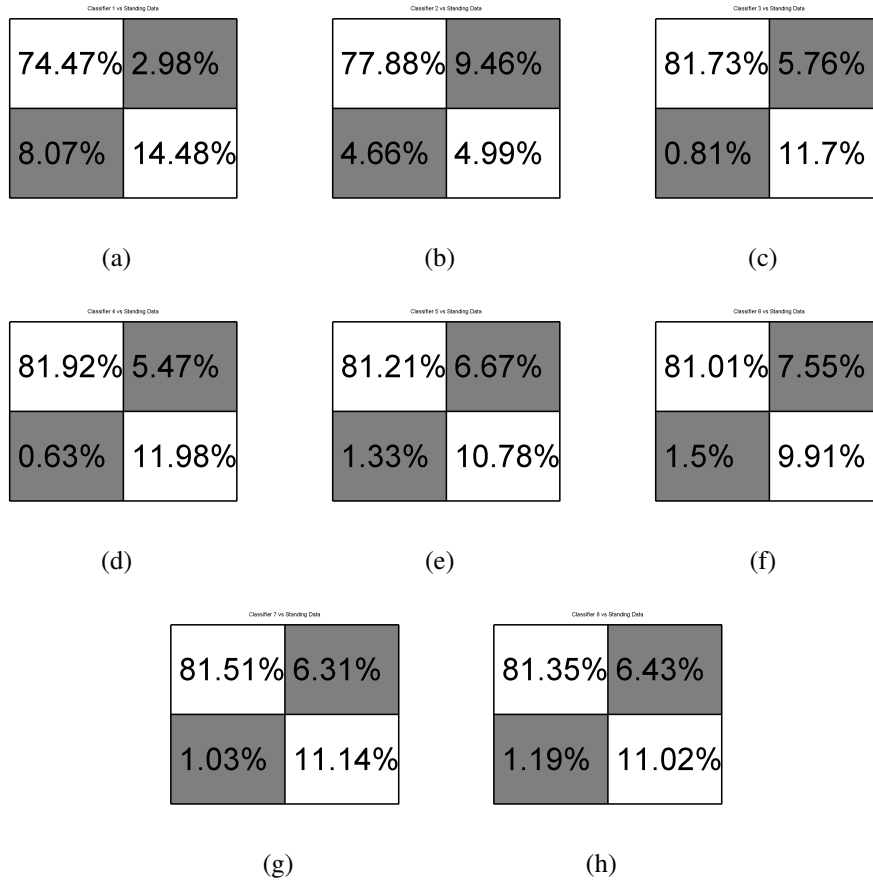 Classifier 1 vs Standing Data
Classifier 2 vs Standing Data
Classifier 3 vs Standing Data
74.47% 2.98%
8.07% 14.48%
77.88% 9.46%
4.66% 4.99%
81.73% 5.76%
0.81% 11.7%
(a)
(b)
(c)
Classifier 4 vs Standing Data
Classifier 5 vs Standing Data
Classifier 6 vs Standing Data
81.92% 5.47%
0.63% 11.98%
81.21% 6.67%
1.33% 10.78%
81.01% 7.55%
1.5% 9.91%
(d)
(e)
(f)
Classifier 7 vs Standing Data
Classifier 8 vs Standing Data
81.51% 6.31%
1.03% 11.14%
81.35% 6.43%
1.19% 11.02%
(g)
(h)